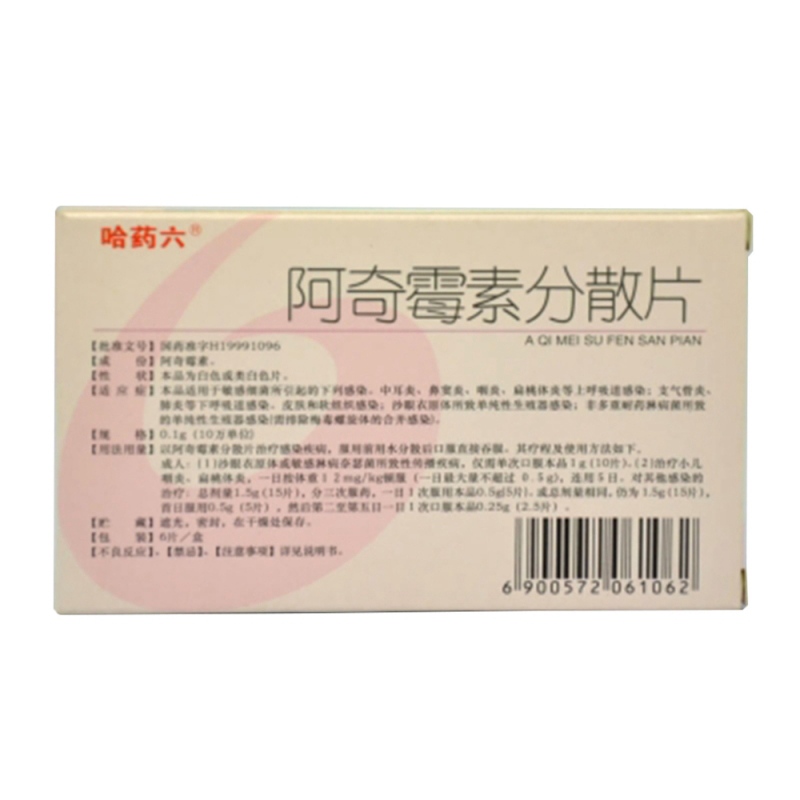 哈药六®
阿奇霉素分散片
A QI MEI SU FEN SAN PIAN
【批准文号】国药准字H19991096
【成 份】阿奇霉素。
【性 状】本品为白色或类白色片。
【适 应 症】本品适用于敏感细菌所引起的下列感染。中耳炎、鼻窦炎、咽炎、扁桃体炎等上呼吸道感染；支气管炎、
肺炎等下呼吸道感染、皮肤和软组织感染；沙眼衣原体所致单纯性生殖器感染；非多重耐药淋病菌所致
的单纯性生殖器感染(需排除梅毒螺旋体的合并感染)。
【规 格】0.1g (10万单位)
【用法用量】以阿奇霉素分散片治疗感染疾病，服用前用水分散后口服或直接吞服。其疗程及使用方法如下。
成人：(1)沙眼衣原体或敏感淋病奈瑟菌所致性传播疾病，仅需单次口服本品1g (10片)。(2)治疗小儿
咽炎、扁桃体炎，一日按体重12mg/kg顿服（一日最大量不超过 0.5g），连用5日。对其他感染的
治疗：总剂量1.5g(15片)，分三次服药，一日1次服用本品0.5g(5片)。或总剂量相同，仍为1.5g(15片)，
首日服用0.5g (5片)，然后第二至第五日一日1次口服本品0.25g (2.5片)。
【贮 藏】遮光，密封，在干燥处保存。
【包 装】6片／盒
【不良反应】、【禁忌】、【注意事项】详见说明书。
6 900572 061062